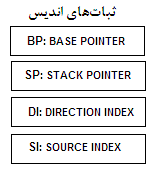 ثبات‌های اندیس
BP: BASE POINTER
SP: STACK POINTER
DI: DIRECTION INDEX
SI: SOURCE INDEX